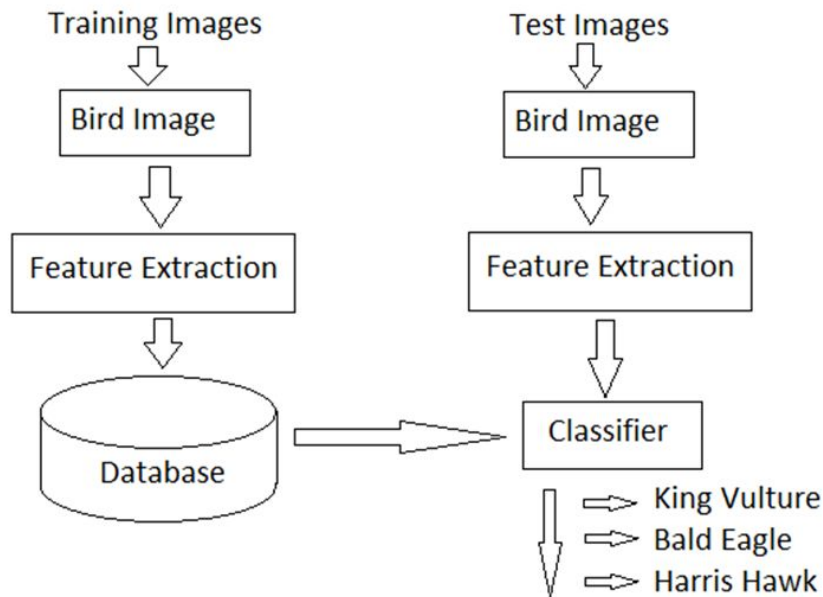 Training Images
Test Images
Bird Image
Bird Image
Feature Extraction
Feature Extraction
Database
Classifier
King Vulture
Bald Eagle
Harris Hawk